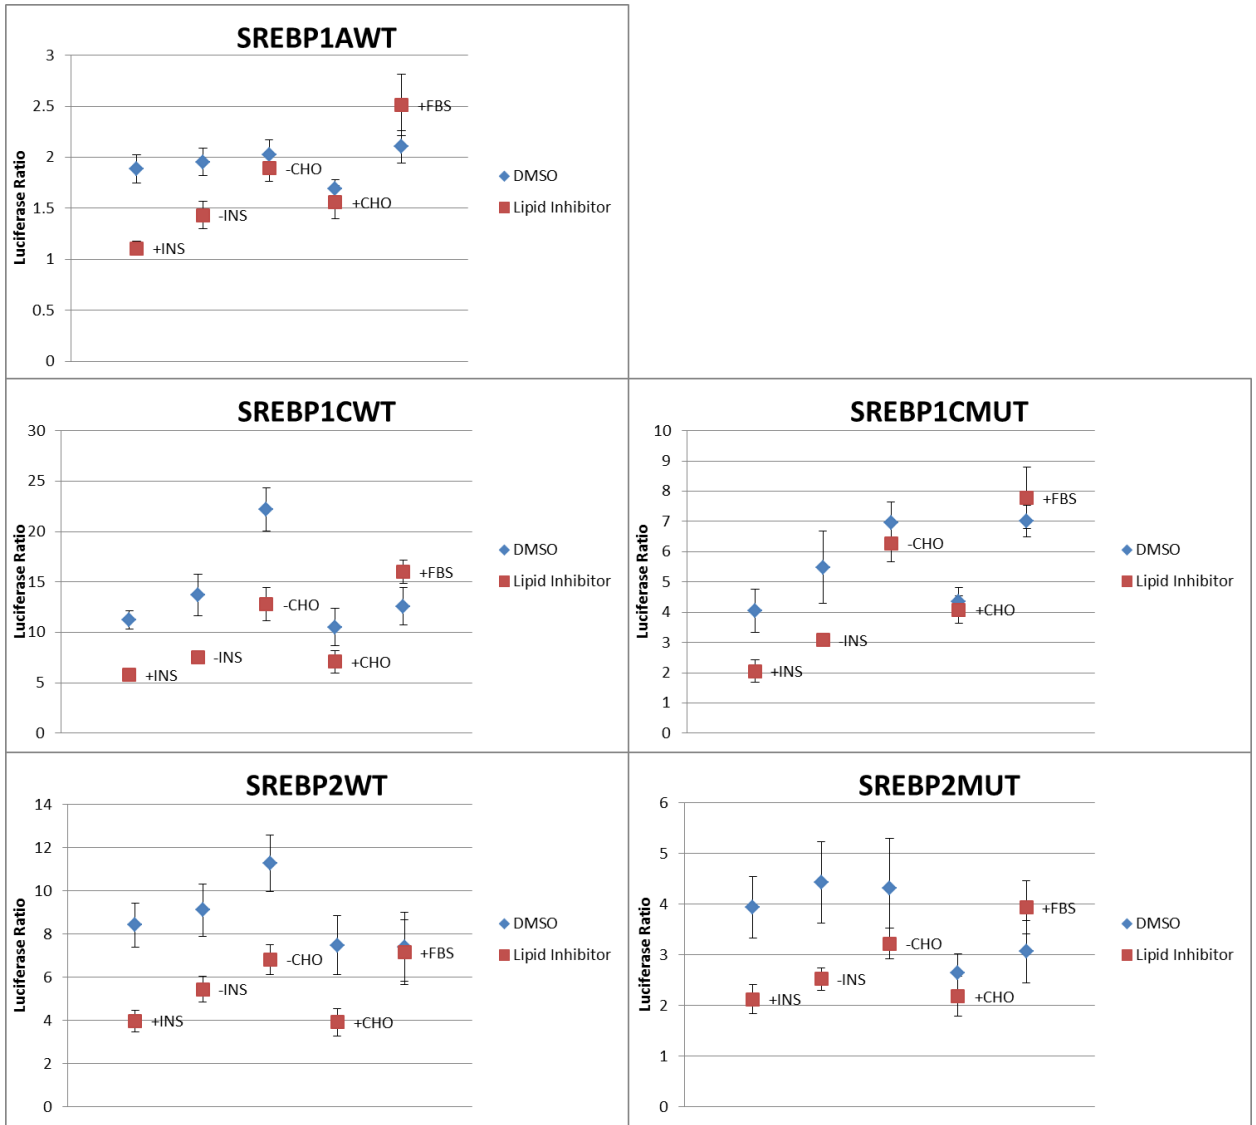 SREBP1AWT
3
2.5
2
1.5
1
0.5
0
Luciferase Ratio
+INS
-INS
-CHO
+CHO
+FBS
DMSO
Lipid Inhibitor
SREBP1CWT
30
25
20
15
10
5
0
Luciferase Ratio
+INS
-INS
-CHO
+CHO
+FBS
DMSO
Lipid Inhibitor
SREBP1CMUT
10
9
8
7
6
5
4
3
2
1
0
Luciferase Ratio
+INS
-INS
-CHO
+CHO
+FBS
DMSO
Lipid Inhibitor
SREBP2WT
14
12
10
8
6
4
2
0
Luciferase Ratio
+INS
-INS
-CHO
+CHO
+FBS
DMSO
Lipid Inhibitor
SREBP2MUT
6
5
4
3
2
1
0
Luciferase Ratio
+INS
-INS
-CHO
+CHO
+FBS
DMSO
Lipid Inhibitor